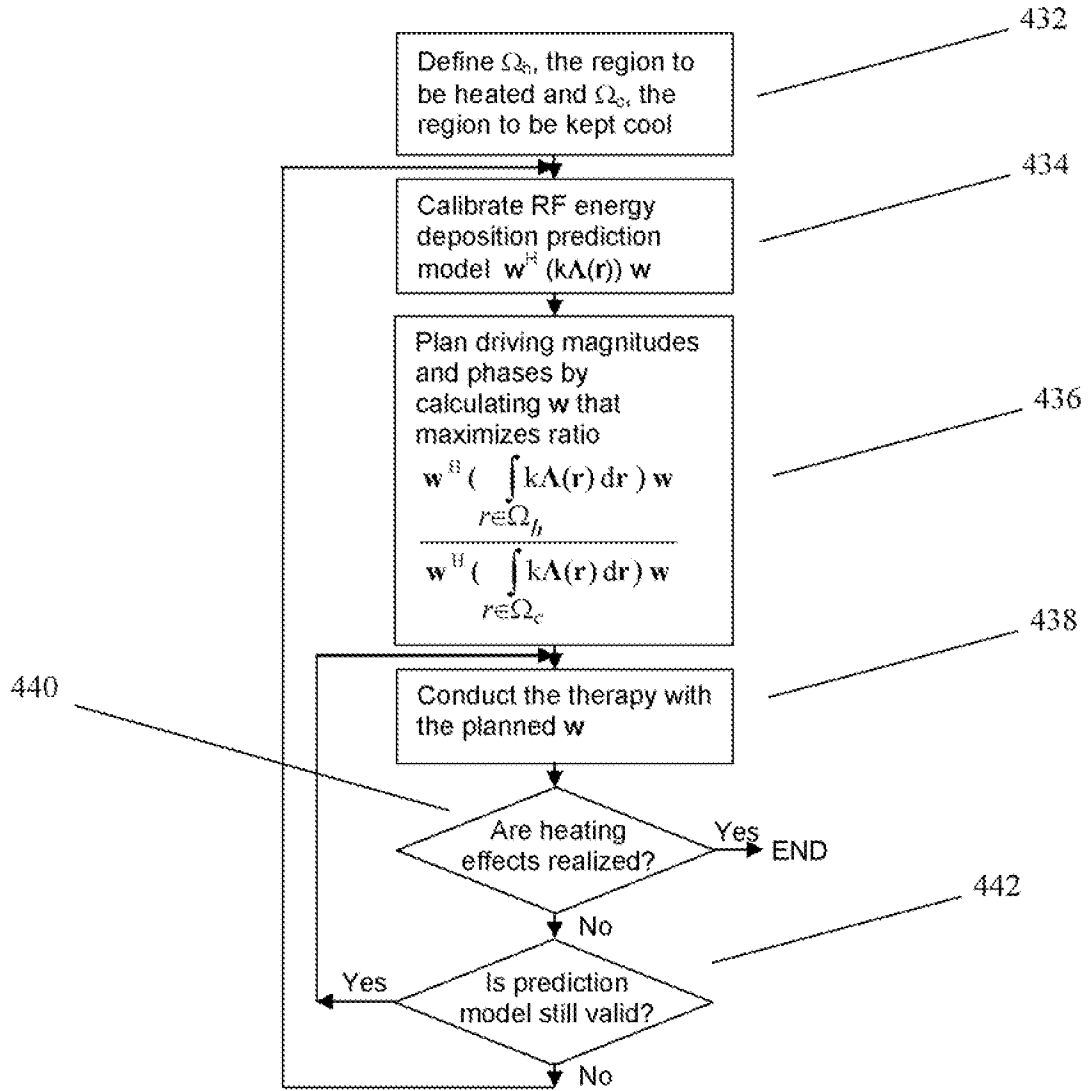 432
Define Ωh, the region to
be heated and Ωc, the
region to be kept cool
434
Calibrate RF energy
deposition prediction
model wᴴ (kΛ(r)) w
Plan driving magnitudes
and phases by
calculating w that
maximizes ratio
436
wᴴ ( ∫ kΛ(r) dr ) w
r∈Ωh
wᴴ ( ∫ kΛ(r) dr ) w
r∈Ωc
438
440
Conduct the therapy with
the planned w
Are heating
effects realized?
Yes
END
442
No
Is prediction
model still valid?
Yes
No